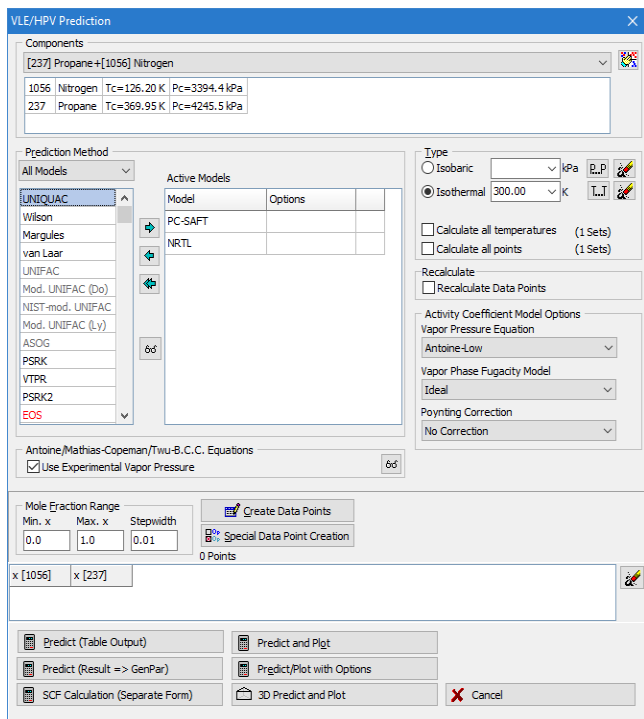 VLE/HPV Prediction
Components
[237] Propane+[1056] Nitrogen
1056 Nitrogen Tc=126.20 K Pc=3394.4 kPa
237 Propane Tc=369.95 K Pc=4245.5 kPa
Prediction Method
All Models
UNIQUAC
Wilson
Margules
van Laar
UNIFAC
Mod. UNIFAC (Do)
NIST-mod. UNIFAC
Mod. UNIFAC (Ly)
ASOG
PSRK
VTPR
PSRK2
EOS
Active Models
Model Options
PC-SAFT
NRTL
Type
Isobaric kPa P..P
Isothermal 300.00 K T..T
Calculate all temperatures (1 Sets)
Calculate all points (1 Sets)
Recalculate
Recalculate Data Points
Activity Coefficient Model Options
Vapor Pressure Equation
Antoine-Low
Vapor Phase Fugacity Model
Ideal
Poynting Correction
No Correction
Antoine/Mathias-Copeman/Twu-B.C.C. Equations
Use Experimental Vapor Pressure
Mole Fraction Range
Min. x Max. x Stepwidth
0.0 1.0 0.01
Create Data Points
Special Data Point Creation
0 Points
x [1056] x [237]
Predict (Table Output)
Predict and Plot
Predict (Result => GenPar)
Predict/Plot with Options
SCF Calculation (Separate Form)
3D Predict and Plot
Cancel